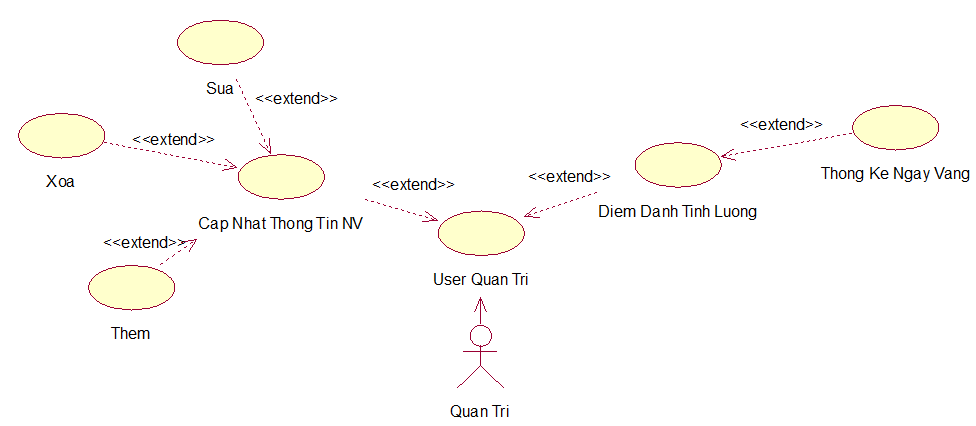 Sua
<<extend>>
<<extend>>
<<extend>>
Xoa
Thong Ke Ngay Vang
<<extend>>
<<extend>>
Diem Danh Tinh Luong
Cap Nhat Thong Tin NV
<<extend>>
User Quan Tri
Them
Quan Tri